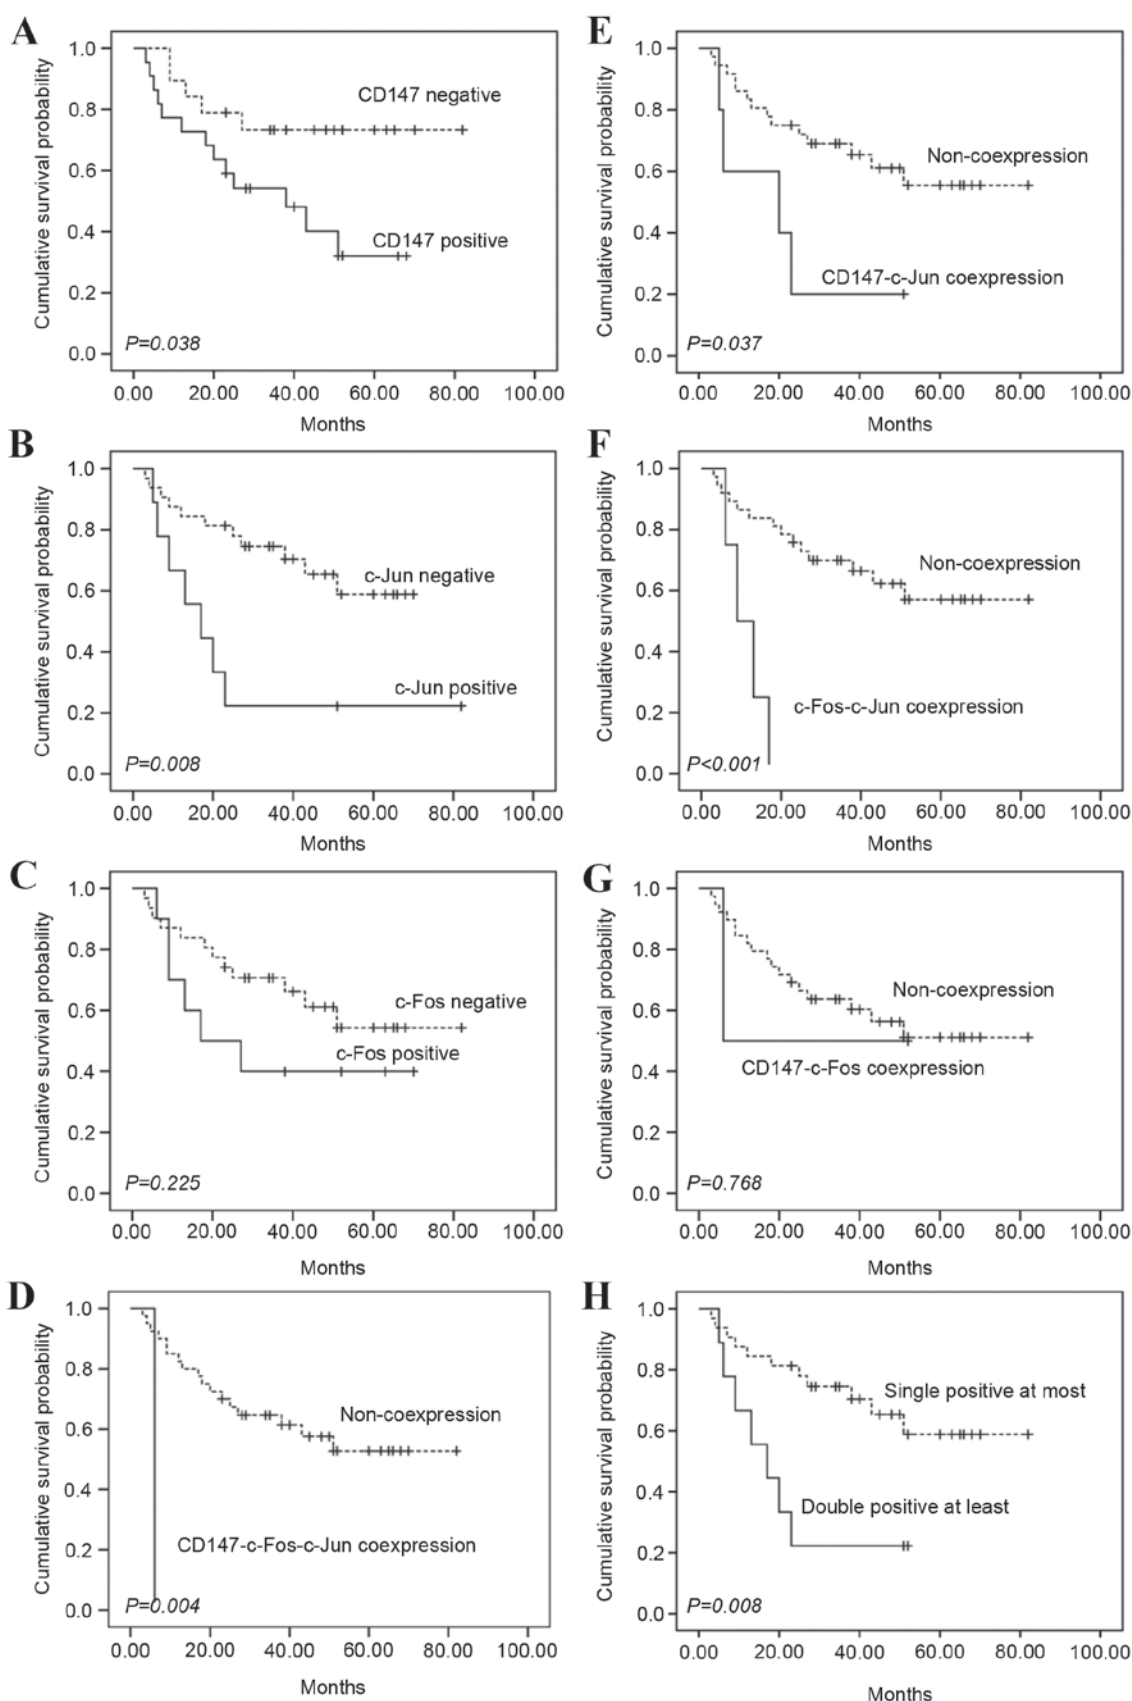 A
Cumulative survival probability
1.0
0.8
0.6
0.4
0.2
0.0
CD147 negative
CD147 positive
P=0.038
0.00 20.00 40.00 60.00 80.00 100.00
Months
B
Cumulative survival probability
1.0
0.8
0.6
0.4
0.2
0.0
c-Jun negative
c-Jun positive
P=0.008
0.00 20.00 40.00 60.00 80.00 100.00
Months
C
Cumulative survival probability
1.0
0.8
0.6
0.4
0.2
0.0
c-Fos negative
c-Fos positive
P=0.225
0.00 20.00 40.00 60.00 80.00 100.00
Months
D
Cumulative survival probability
1.0
0.8
0.6
0.4
0.2
0.0
Non-coexpression
CD147-c-Fos-c-Jun coexpression
P=0.004
0.00 20.00 40.00 60.00 80.00 100.00
Months
E
Cumulative survival probability
1.0
0.8
0.6
0.4
0.2
0.0
Non-coexpression
CD147-c-Jun coexpression
P=0.037
0.00 20.00 40.00 60.00 80.00 100.00
Months
F
Cumulative survival probability
1.0
0.8
0.6
0.4
0.2
0.0
Non-coexpression
c-Fos-c-Jun coexpression
P<0.001
0.00 20.00 40.00 60.00 80.00 100.00
Months
G
Cumulative survival probability
1.0
0.8
0.6
0.4
0.2
0.0
Non-coexpression
CD147-c-Fos coexpression
P=0.768
0.00 20.00 40.00 60.00 80.00 100.00
Months
H
Cumulative survival probability
1.0
0.8
0.6
0.4
0.2
0.0
Single positive at most
Double positive at least
P=0.008
0.00 20.00 40.00 60.00 80.00 100.00
Months